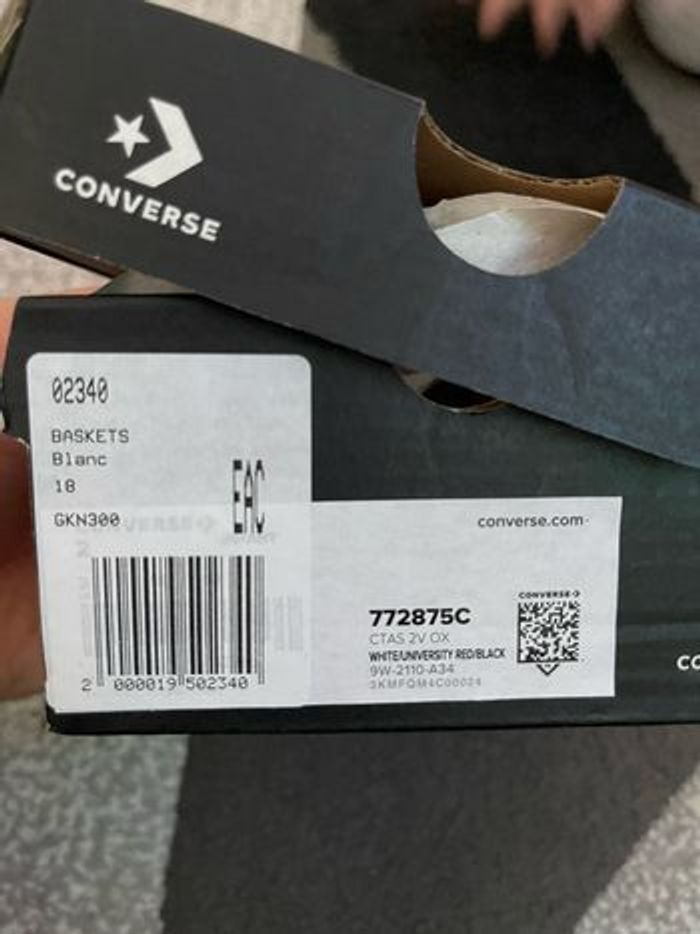 CONVERSE
02340
BASKETS
Blanc
18
GKN300
EAC
2 000019 502340
converse.com
CONVERSE
772875C
CTAS 2V OX
WHITE/UNIVERSITY RED/BLACK
9W-2110-A34